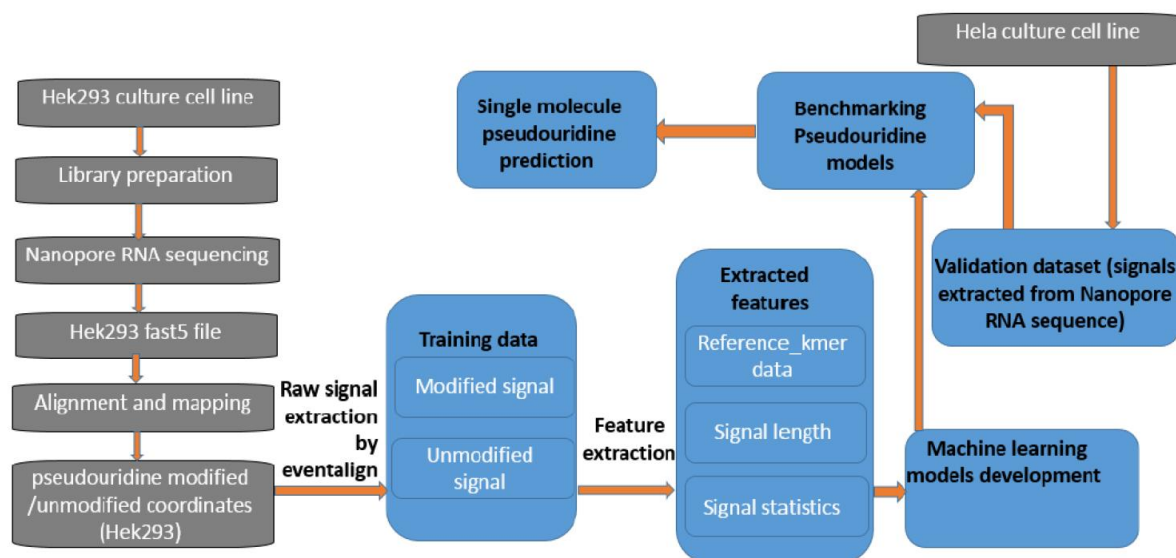 Hek293 culture cell line
Library preparation
Nanopore RNA sequencing
Hek293 fast5 file
Alignment and mapping
pseudouridine modified
/unmodified coordinates
(Hek293)
Raw signal
extraction
by
eventalign
Training data
Modified signal
Unmodified
signal
Feature
extraction
Extracted
features
Reference_kmer
data
Signal length
Signal statistics
Machine learning
models development
Hela culture cell line
Validation dataset (signals
extracted from Nanopore
RNA sequence)
Benchmarking
Pseudouridine
models
Single molecule
pseudouridine
prediction